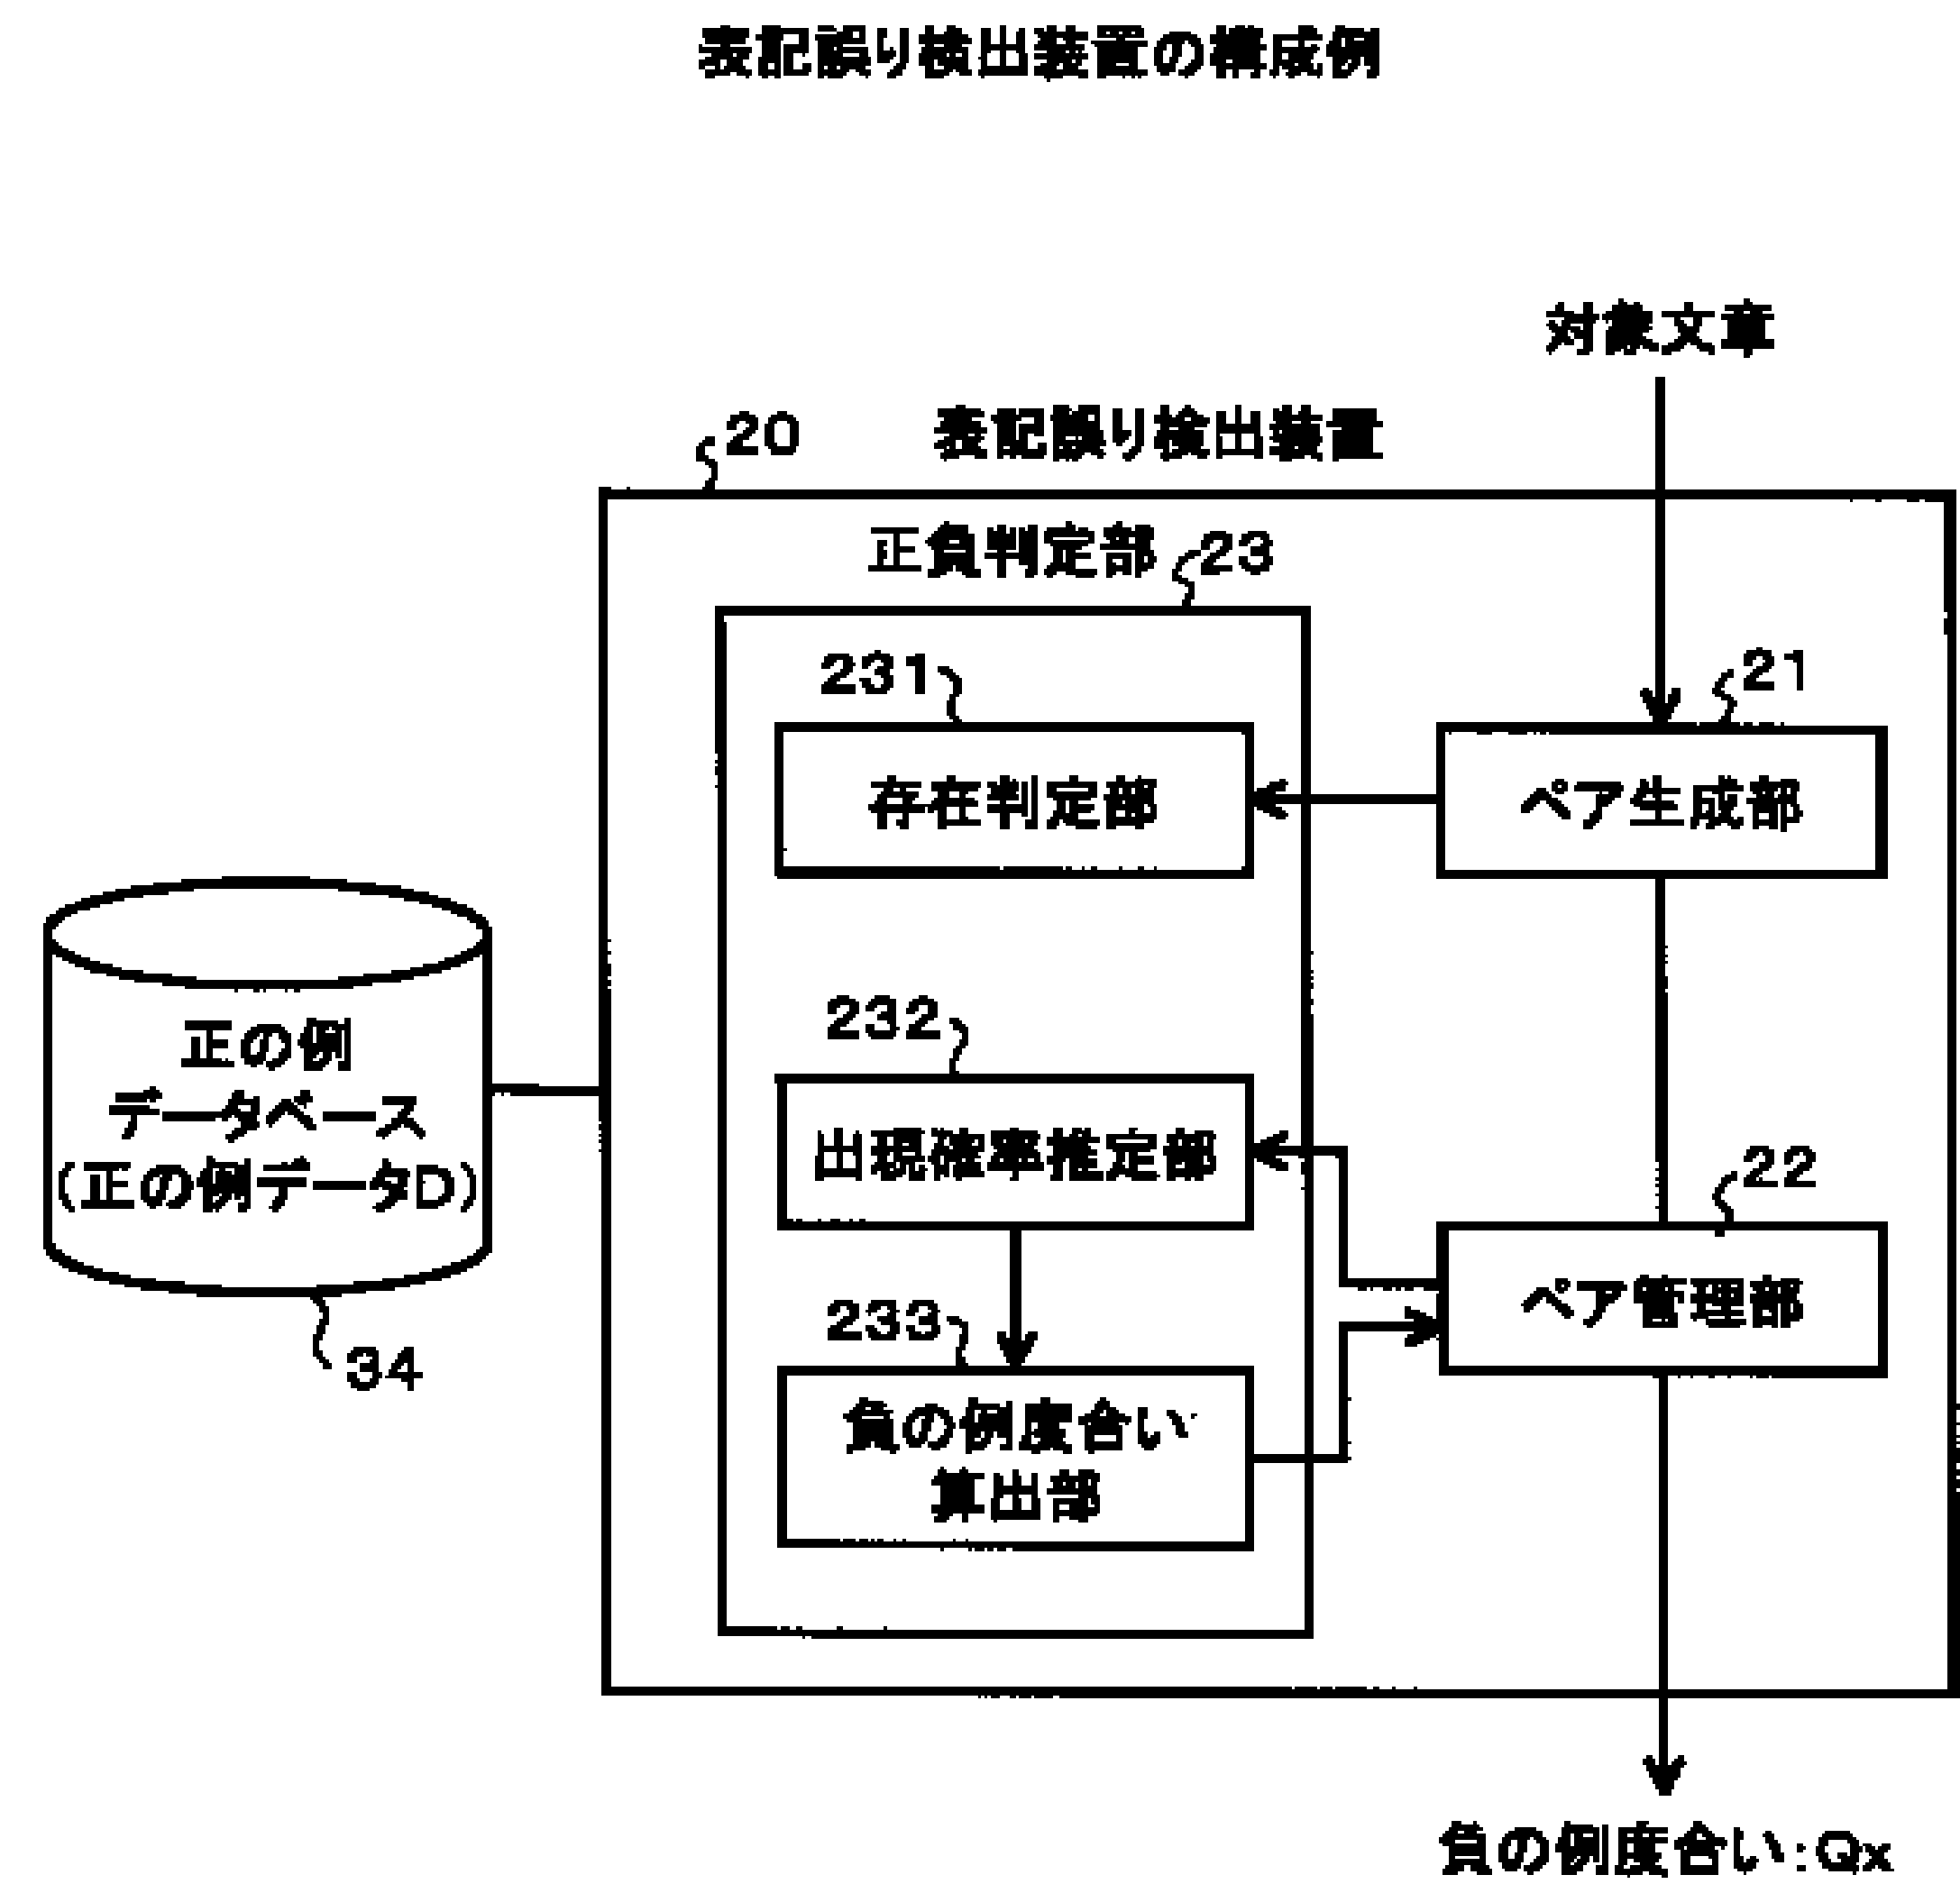 表記誤り検出装置の構成例
対象文章
20
表記誤り検出装置
正負判定部
23
231
21
存在判定部
ペア生成部
正の例
データベース
(正の例データD)
34
232
出現確率推定部
22
ペア管理部
233
負の例度合い
算出部
負の例度合い:Qx